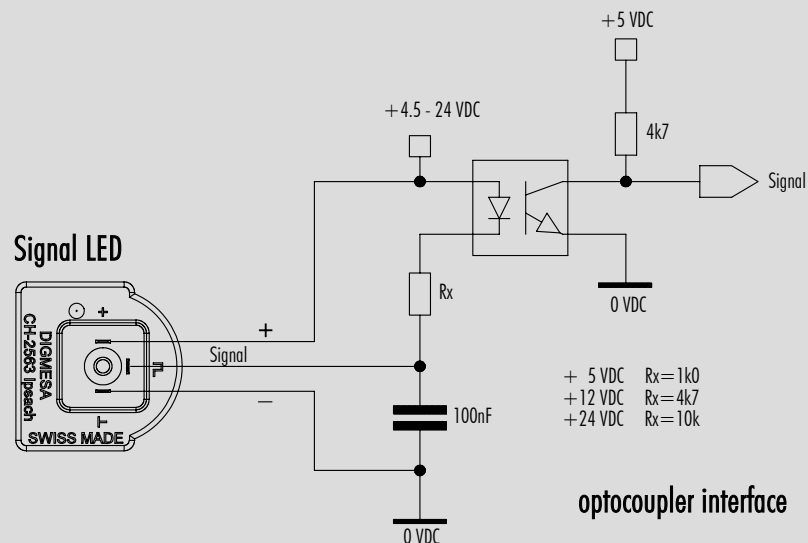 +5 VDC
+4.5 - 24 VDC
4k7
Signal
Signal LED
0 VDC
Rx
+
DIGMESA
CH-2563 Ipsach
SWISS MADE
+
Signal
−
100nF
+ 5 VDC Rx=1k0
+12 VDC Rx=4k7
+24 VDC Rx=10k
optocoupler interface
0 VDC